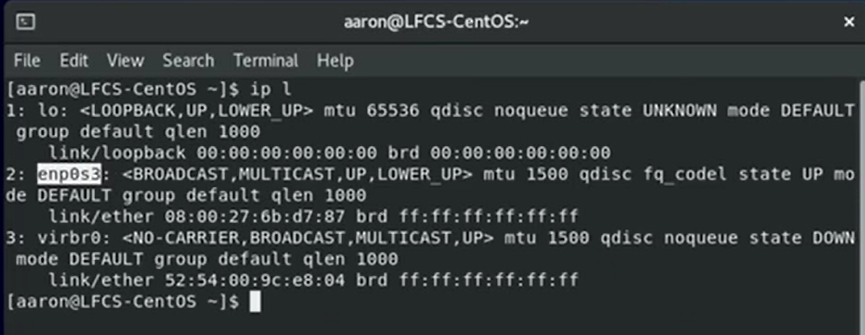 aaron@LFCS-CentOS:~
File Edit View Search Terminal Help
[aaron@LFCS-CentOS ~]$ ip l
1: lo: <LOOPBACK,UP,LOWER_UP> mtu 65536 qdisc noqueue state UNKNOWN mode DEFAULT
 group default qlen 1000
    link/loopback 00:00:00:00:00:00 brd 00:00:00:00:00:00
2: enp0s3: <BROADCAST,MULTICAST,UP,LOWER_UP> mtu 1500 qdisc fq_codel state UP mo
de DEFAULT group default qlen 1000
    link/ether 08:00:27:6b:d7:87 brd ff:ff:ff:ff:ff:ff
3: virbr0: <NO-CARRIER,BROADCAST,MULTICAST,UP> mtu 1500 qdisc noqueue state DOWN
 mode DEFAULT group default qlen 1000
    link/ether 52:54:00:9c:e8:04 brd ff:ff:ff:ff:ff:ff
[aaron@LFCS-CentOS ~]$